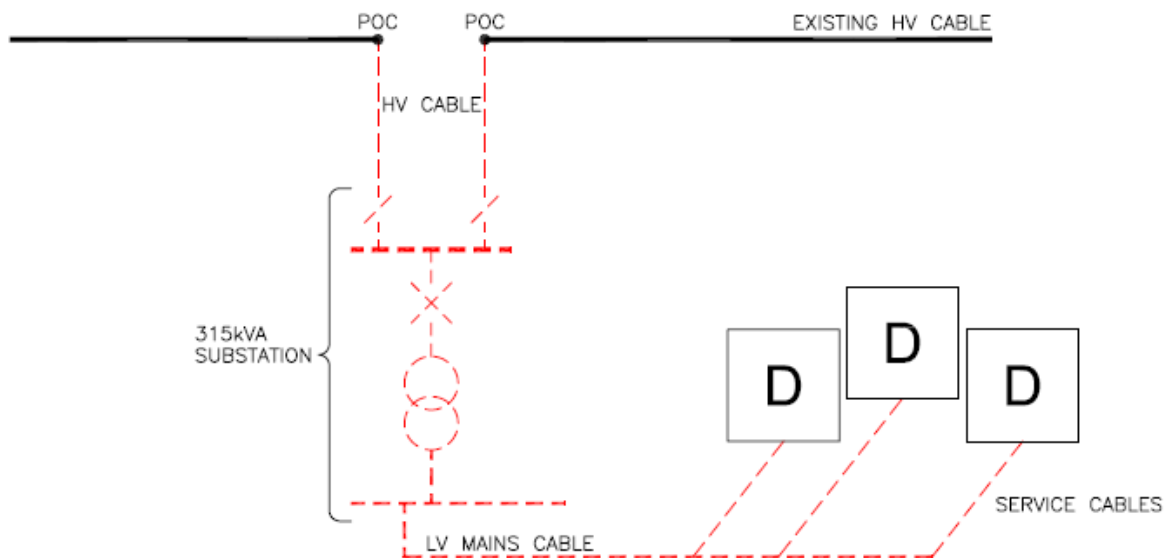 POC
POC
EXISTING HV CABLE
HV CABLE
315kVA
SUBSTATION
D
D
D
SERVICE CABLES
LV MAINS CABLE